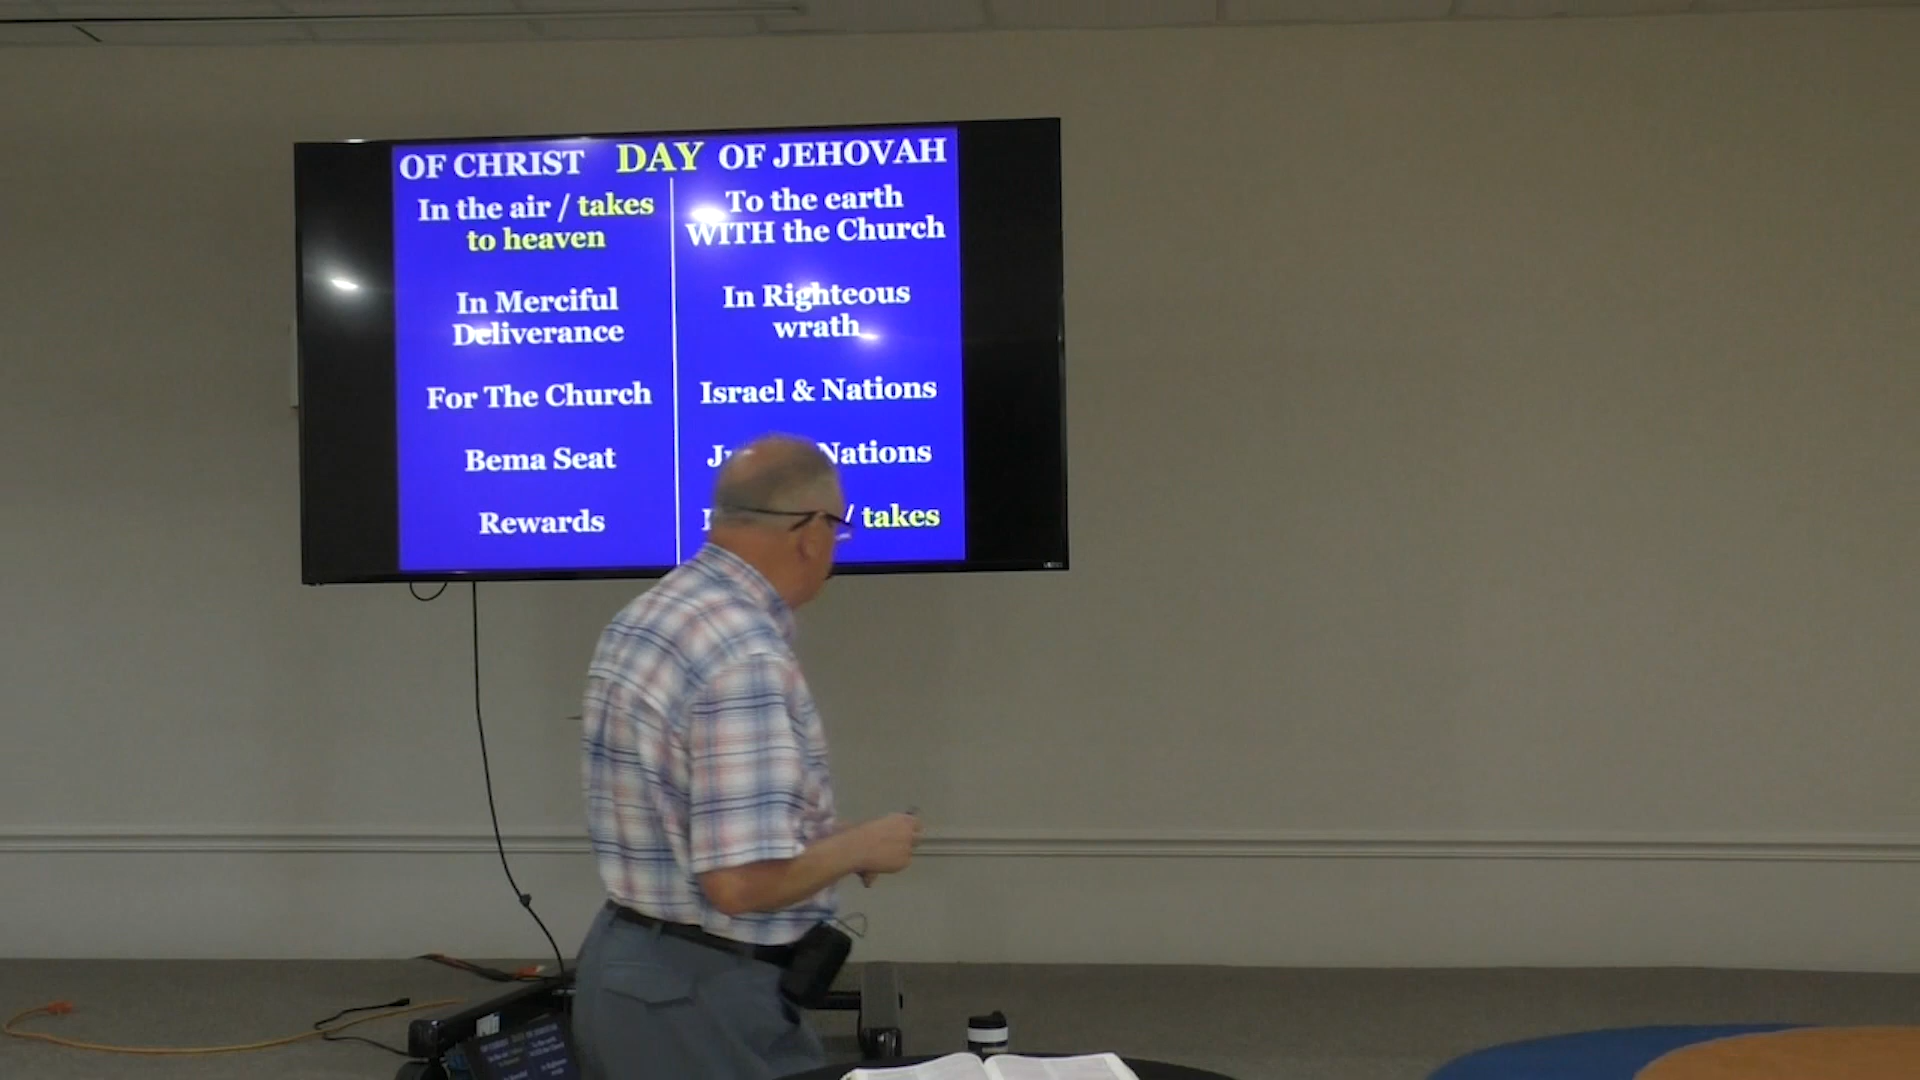 OF CHRIST DAY OF JEHOVAH
In the air / takes
to heaven
In Merciful
Deliverance
For The Church
Bema Seat
Rewards
To the earth
WITH the Church
In Righteous
wrath
Israel & Nations
Nations
/ takes